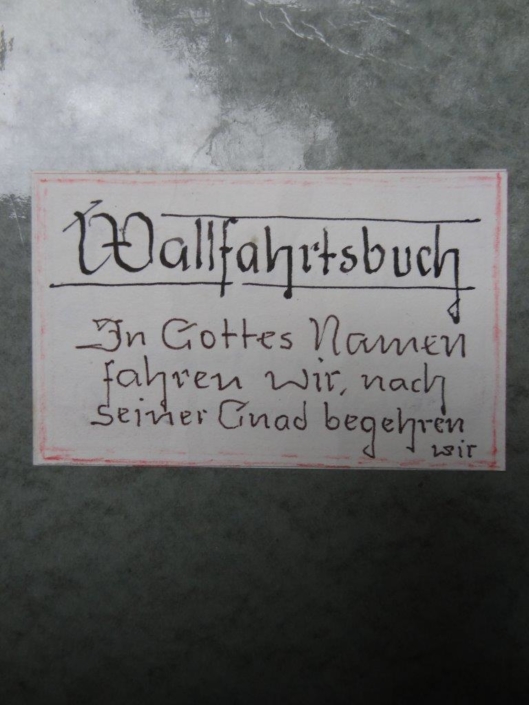 Wallfahrtsbuch
In Gottes Namen
fahren wir, nach
seiner Gnad begehren
wir